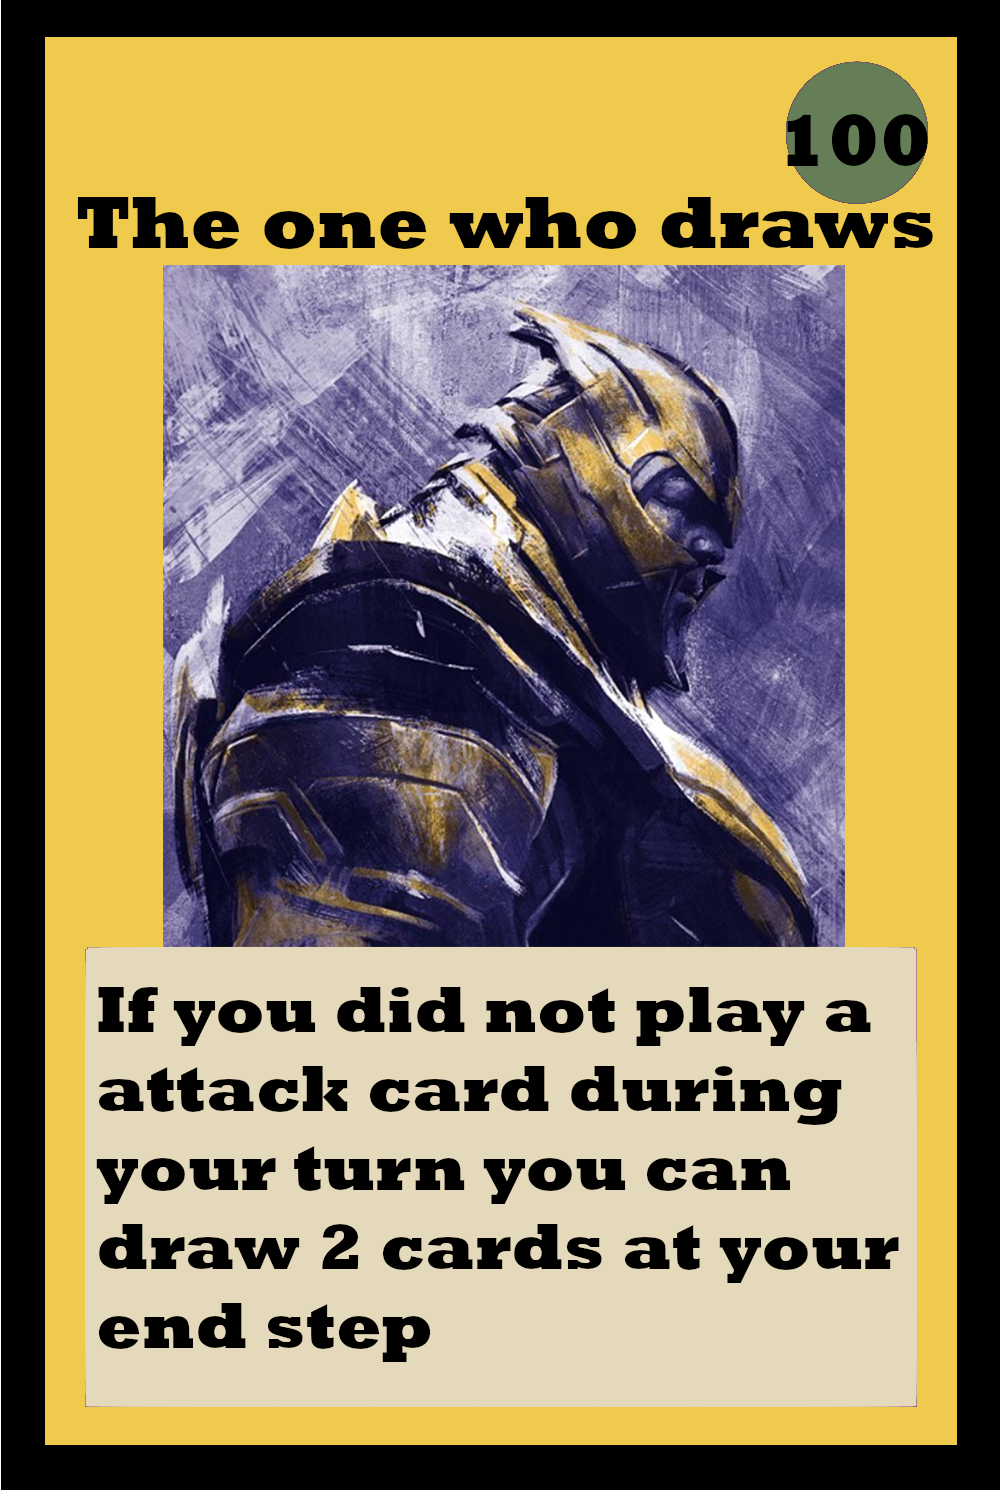 100
The one who draws
If you did not play a
attack card during
your turn you can
draw 2 cards at your
end step